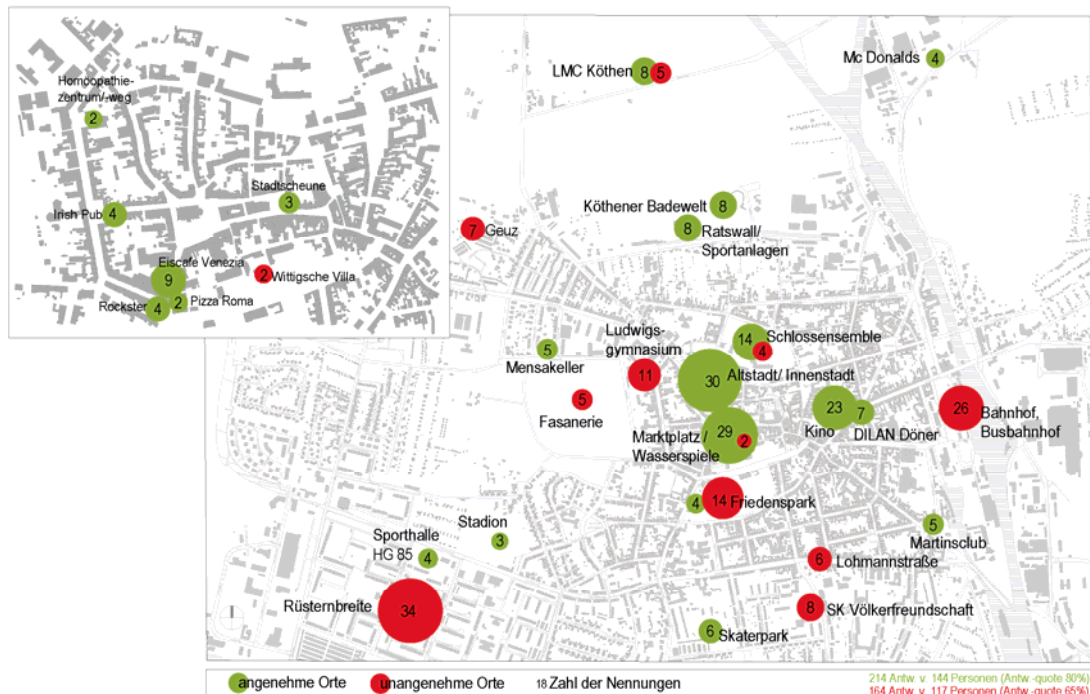 Homöopathie-
zentrum/-weg
2
Stadtscheune
3
Irish Pub
4
Eiscafe Venezia
9
2
Wittigsche Villa
Rockster
4
2
Pizza Roma
LMC Köthen
8
5
Mc Donalds
4
Köthener Badewelt
8
7
Geuz
8
Ratswall/
Sportanlagen
Ludwigs-
gymnasium
11
14
Schlossensemble
4
5
Mensakeller
30
Altstadt/ Innenstadt
5
Fasanerie
23
7
Kino
DILAN Döner
26
Bahnhof,
Busbahnhof
Marktplatz /
Wasserspiele
29
2
4
14
Friedenspark
Stadion
3
5
Martinsclub
Sporthalle
HG 85
4
6
Lohmannstraße
Rüsternbreite
34
8
SK Völkerfreundschaft
6
Skaterpark
angenehme Orte
unangenehme Orte
18 Zahl der Nennungen
214 Antw. v. 144 Personen (Antw.-quote 80%)
164 Antw. v. 117 Personen (Antw.-quote 65%)